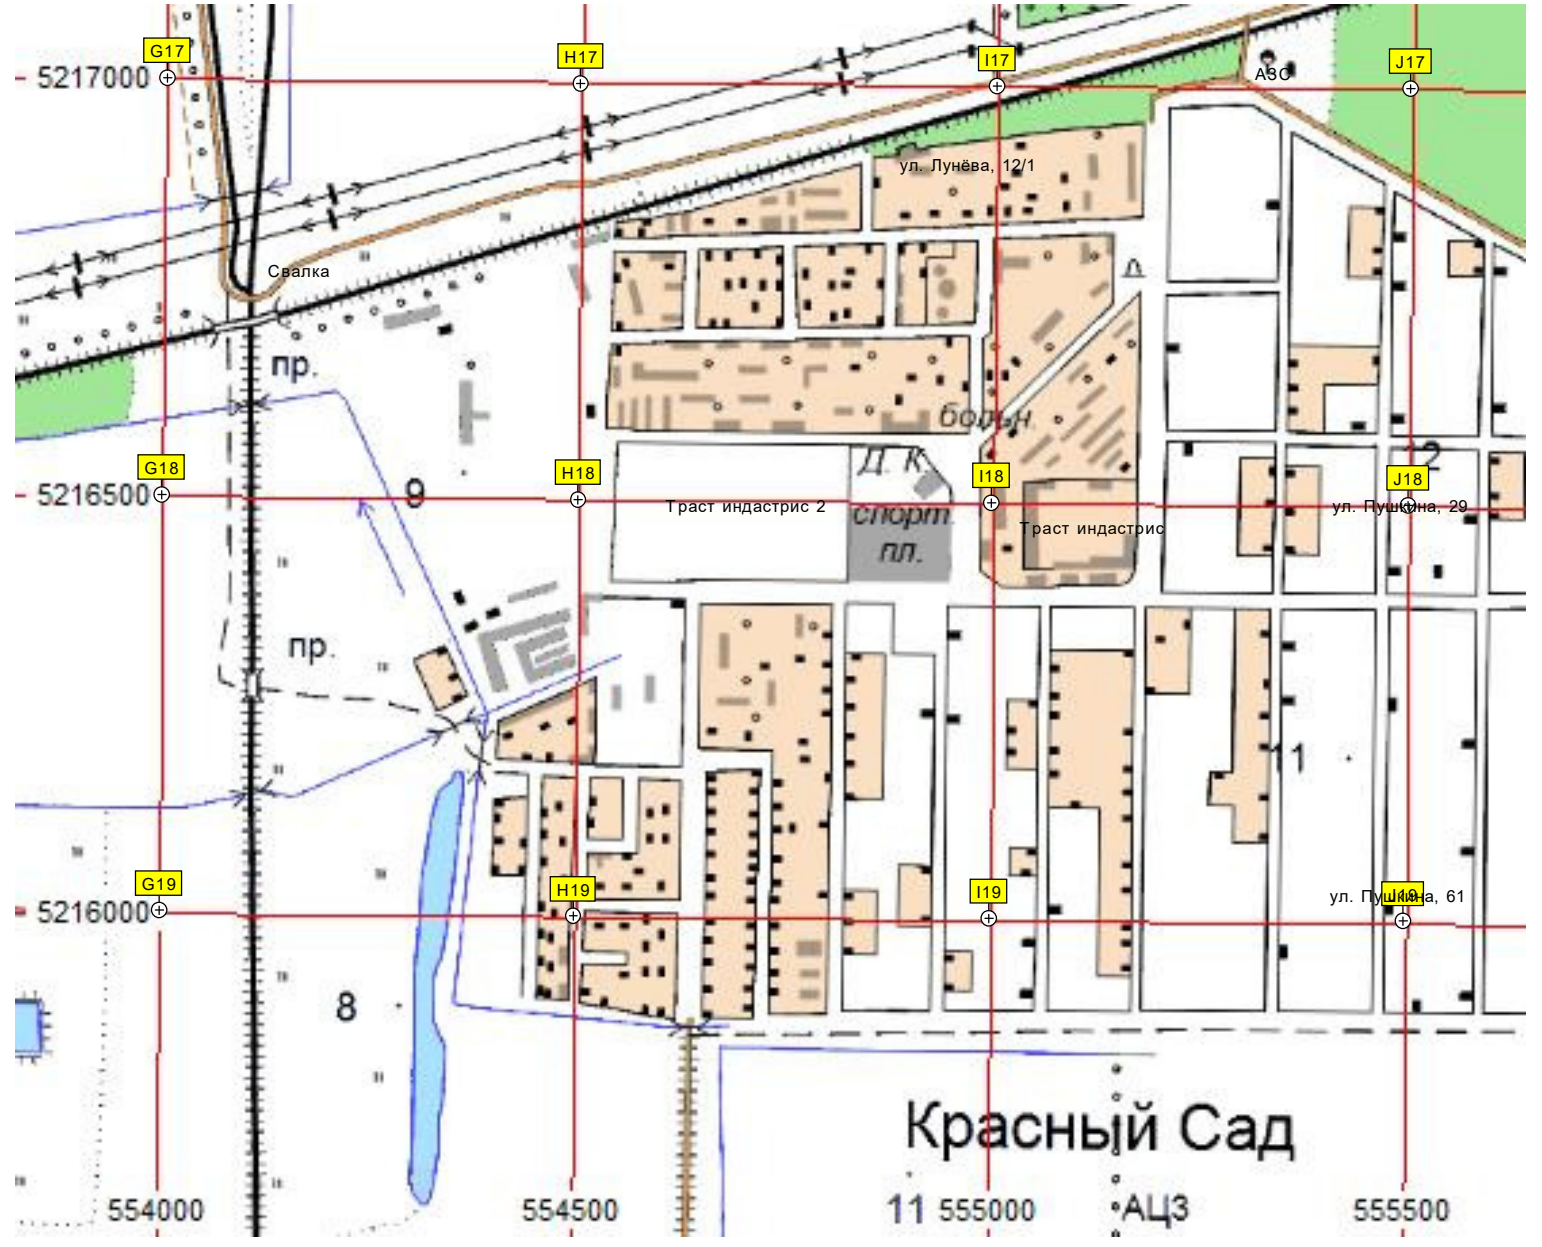 G17
H17
I17
J17
5217000
АЗС
ул. Лунёва, 12/1
Свалка
пр.
больн.
Д. К.
G18
H18
I18
J18
5216500
9
Траст индастрис 2
спорт.
пл.
Траст индастрис
ул. Пушкина, 29
пр.
11
G19
H19
I19
J19
5216000
ул. Пушкина, 61
8
Красный Сад
554000
554500
11
555000
АЦЗ
555500